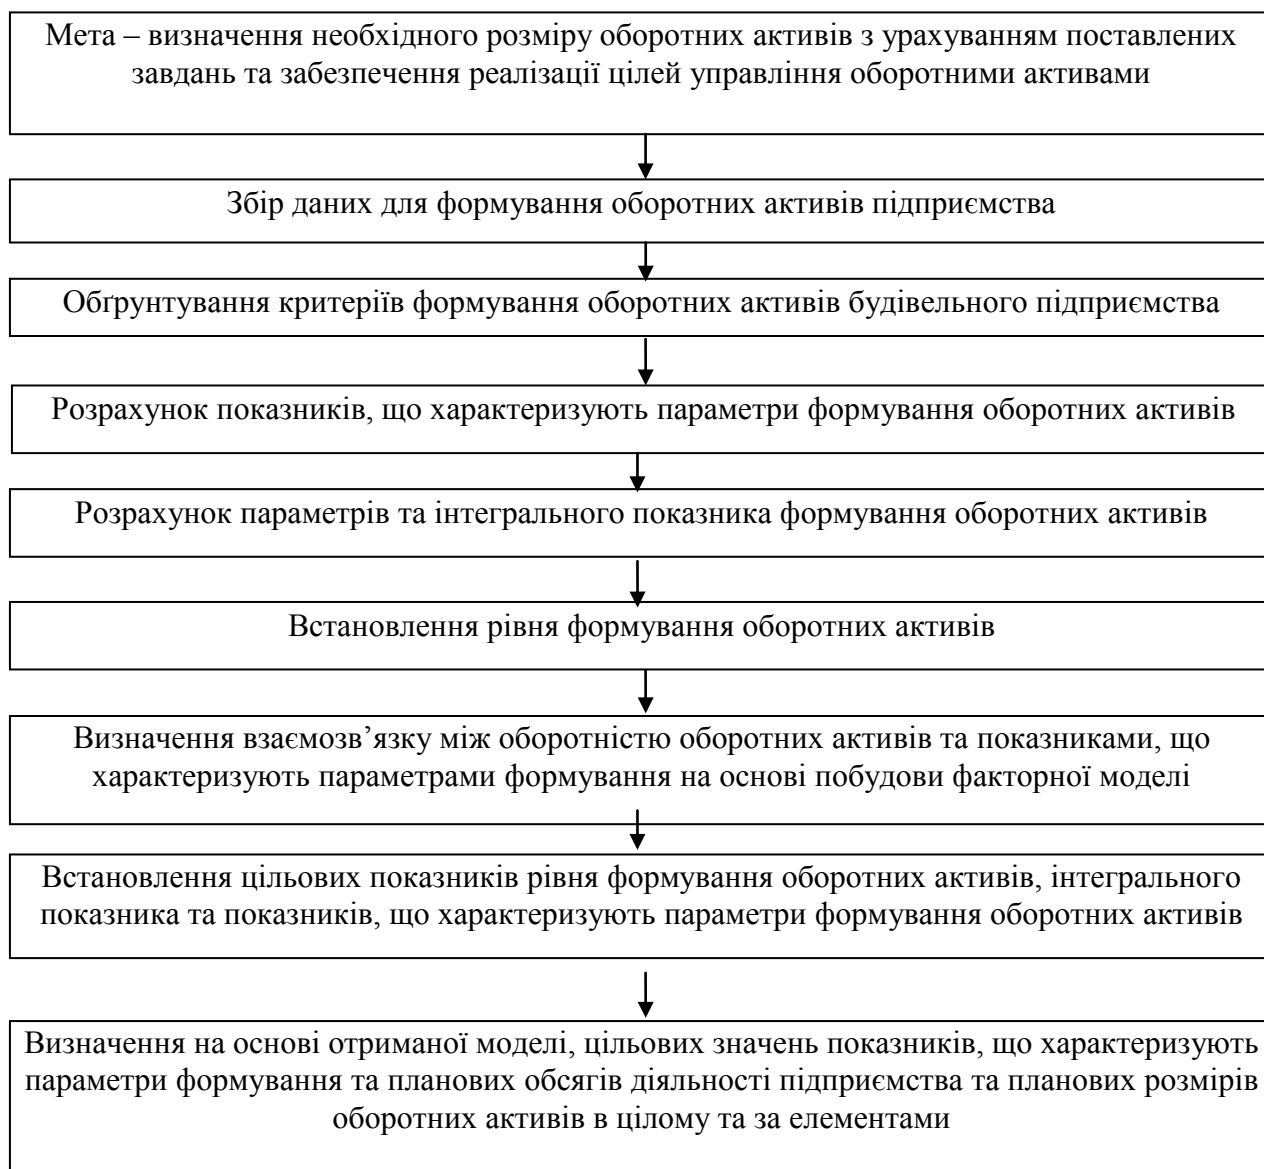 Мета – визначення необхідного розміру оборотних активів з урахуванням поставлених
завдань та забезпечення реалізації цілей управління оборотними активами
Збір даних для формування оборотних активів підприємства
Обґрунтування критеріїв формування оборотних активів будівельного підприємства
Розрахунок показників, що характеризують параметри формування оборотних активів
Розрахунок параметрів та інтегрального показника формування оборотних активів
Встановлення рівня формування оборотних активів
Визначення взаємозв’язку між оборотністю оборотних активів та показниками, що
характеризують параметрами формування на основі побудови факторної моделі
Встановлення цільових показників рівня формування оборотних активів, інтегрального
показника та показників, що характеризують параметри формування оборотних активів
Визначення на основі отриманої моделі, цільових значень показників, що характеризують
параметри формування та планових обсягів діяльності підприємства та планових розмірів
оборотних активів в цілому та за елементами